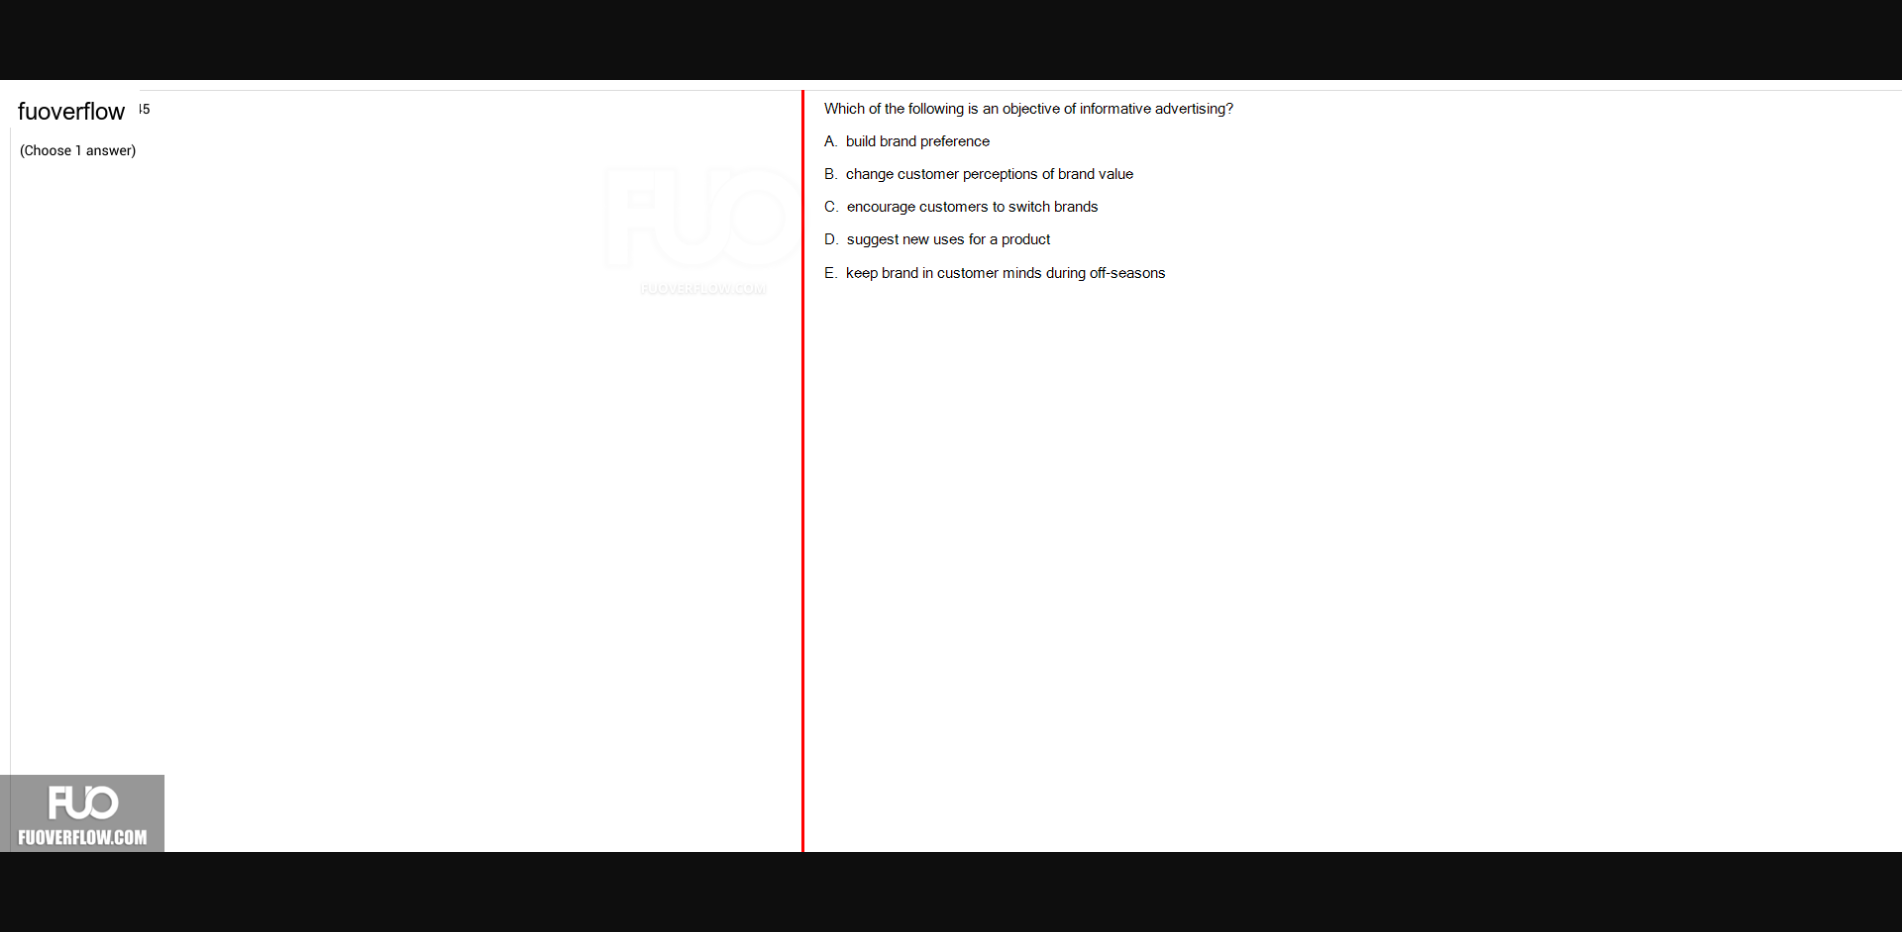 fuoverflow
(Choose 1 answer)
Which of the following is an objective of informative advertising?
A. build brand preference
B. change customer perceptions of brand value
C. encourage customers to switch brands
D. suggest new uses for a product
E. keep brand in customer minds during off-seasons
FUO
FUOVERFLOW.COM
FUO
FUOVERFLOW.COM